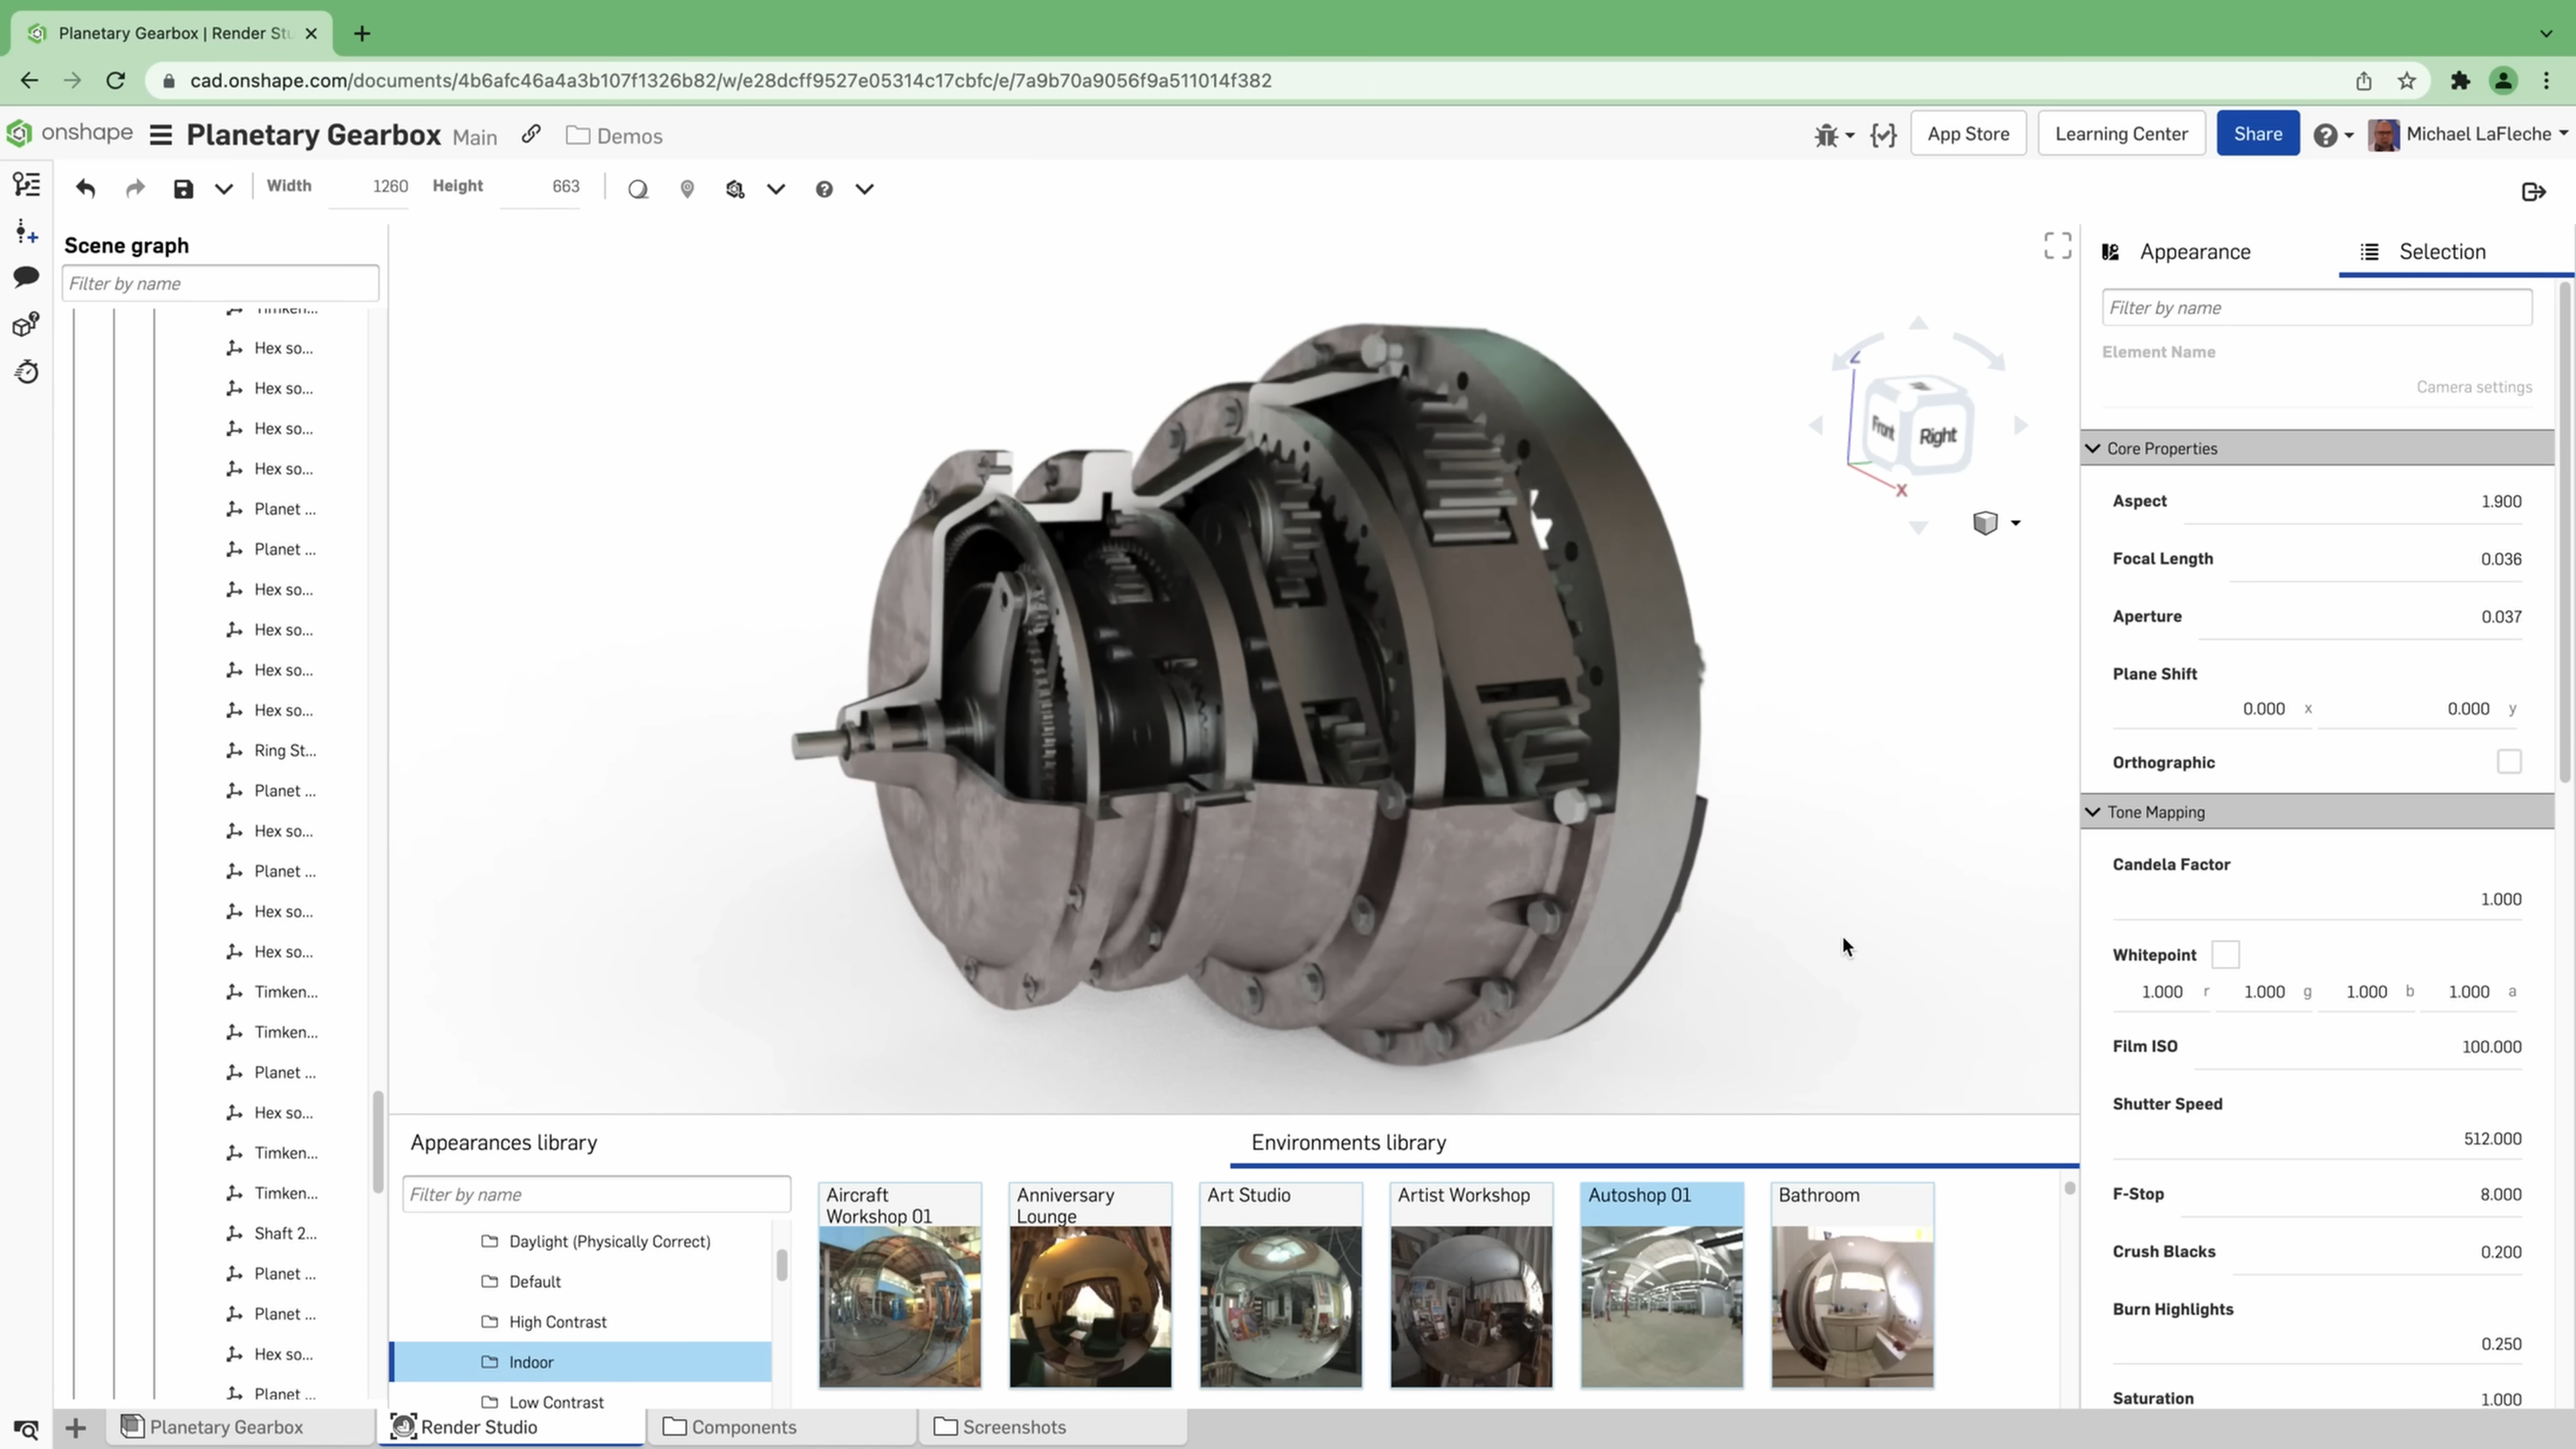 Planetary Gearbox | Render Stu
cad.onshape.com/documents/4b6afc46a4a3b107f1326b82/w/e28dcff9527e05314c17cbfc/e/7a9b70a9056f9a511014f382
onshape Planetary Gearbox Main Demos App Store Learning Center Share Michael LaFleche
Width 1260 Height 663
Scene graph
Filter by name
Timken...
Hex so...
Hex so...
Hex so...
Hex so...
Planet ...
Planet ...
Hex so...
Hex so...
Hex so...
Hex so...
Ring St...
Planet ...
Hex so...
Planet ...
Hex so...
Hex so...
Timken...
Timken...
Planet ...
Hex so...
Timken...
Timken...
Shaft 2...
Planet ...
Planet ...
Hex so...
Planet ...
Z
Front Right
X
Appearance Selection
Filter by name
Element Name
Camera settings
Core Properties
Aspect 1.900
Focal Length 0.036
Aperture 0.037
Plane Shift
0.000 x 0.000 y
Orthographic
Tone Mapping
Candela Factor
1.000
Whitepoint
1.000 r 1.000 g 1.000 b 1.000 a
Film ISO 100.000
Shutter Speed
512.000
F-Stop 8.000
Crush Blacks 0.200
Burn Highlights
0.250
Saturation 1.000
Appearances library Environments library
Filter by name
Daylight (Physically Correct)
Default
High Contrast
Indoor
Low Contrast
Aircraft
Workshop 01
Anniversary
Lounge
Art Studio
Artist Workshop
Autoshop 01
Bathroom
Planetary Gearbox Render Studio Components Screenshots